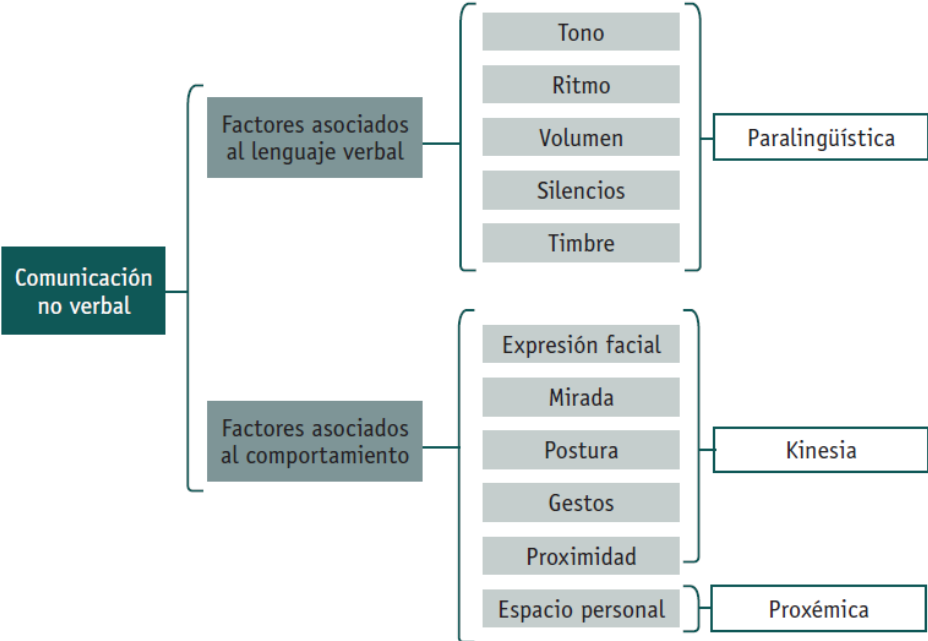 Comunicación
no verbal
Factores asociados
al lenguaje verbal
Tono
Ritmo
Volumen
Silencios
Timbre
Paralingüística
Factores asociados
al comportamiento
Expresión facial
Mirada
Postura
Gestos
Proximidad
Kinesia
Espacio personal
Proxémica